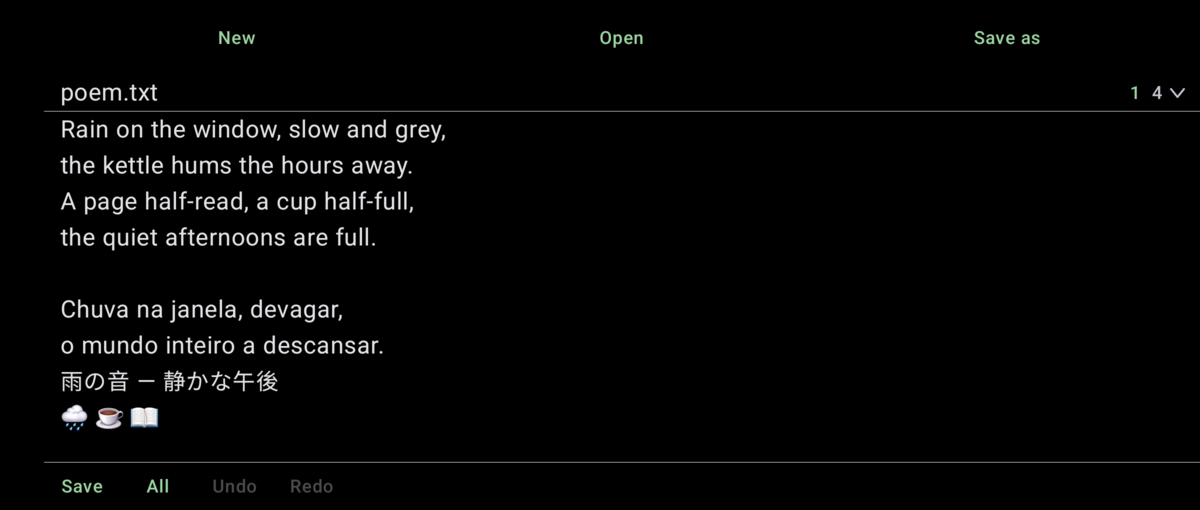 New Open Save as
poem.txt 1 4
Rain on the window, slow and grey,
the kettle hums the hours away.
A page half-read, a cup half-full,
the quiet afternoons are full.

Chuva na janela, devagar,
o mundo inteiro a descansar.
雨の音 — 静かな午後
🌧️ ☕ 📖
Save All Undo Redo